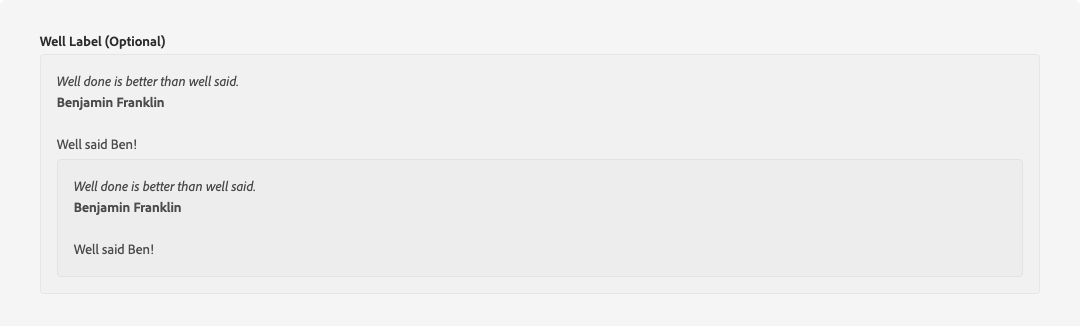 Well Label (Optional)
Well done is better than well said.
Benjamin Franklin
Well said Ben!
Well done is better than well said.
Benjamin Franklin
Well said Ben!